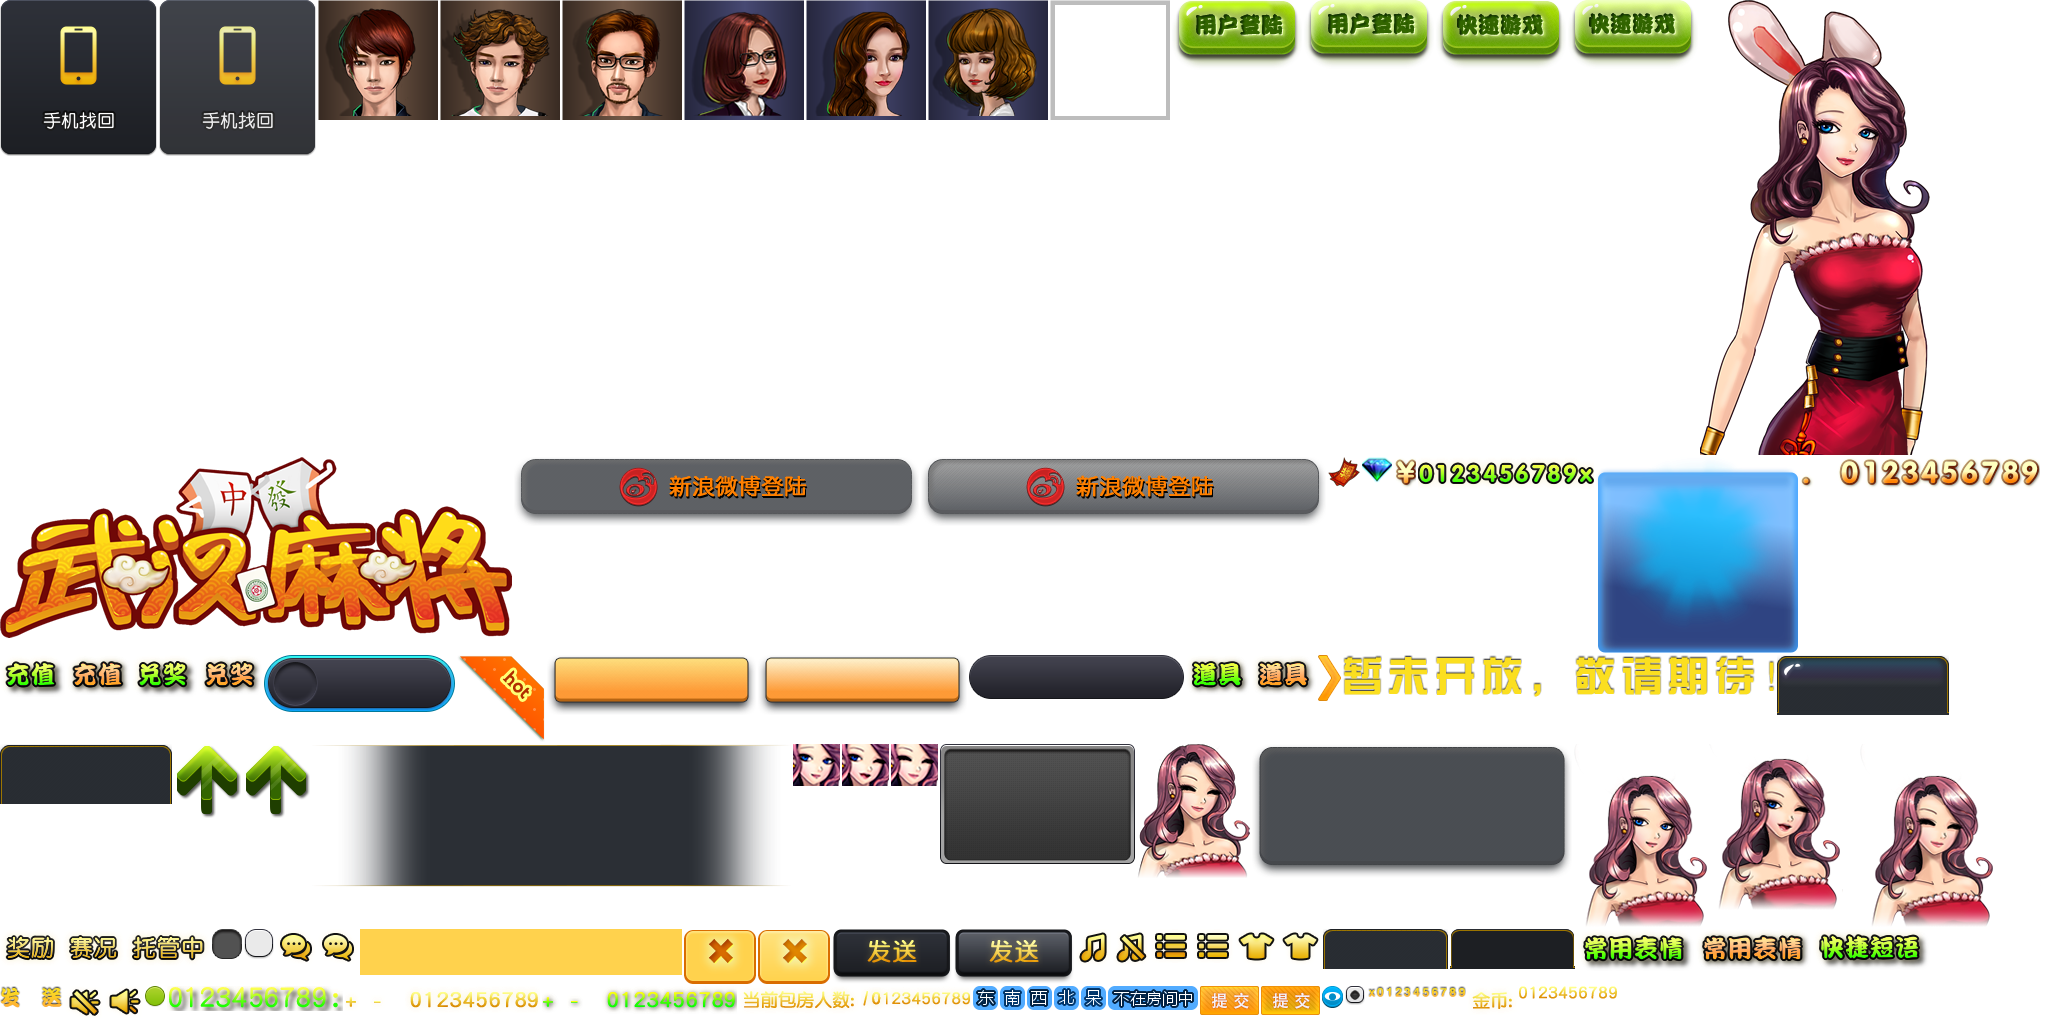 用户登陆 用户登陆 快速游戏 快速游戏
手机找回 手机找回
中 發
武汉麻将
新浪微博登陆 新浪微博登陆 ¥0123456789x . 0123456789
充值 充值 兑奖 兑奖 hot 道具 道具 暂未开放，敬请期待！
奖励 赛况 托管中 发送 发送 常用表情 常用表情 快捷短语
发 送 0123456789:+ - 0123456789+ - 0123456789 当前包房人数: /0123456789 东 南 西 北 呆 不在房间中 提交 提交 x0123456789 金币: 0123456789